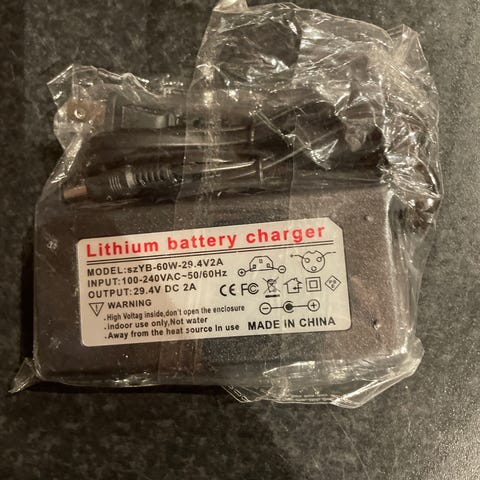 Lithium battery charger
MODEL:szYB-60W-29.4V2A
INPUT:100-240VAC~50/60Hz
OUTPUT:29.4V DC 2A
WARNING
.High Voltag inside,don't open the enclosure
.indoor use only,Not water
.Away from the heat source In use
CE FC
MADE IN CHINA